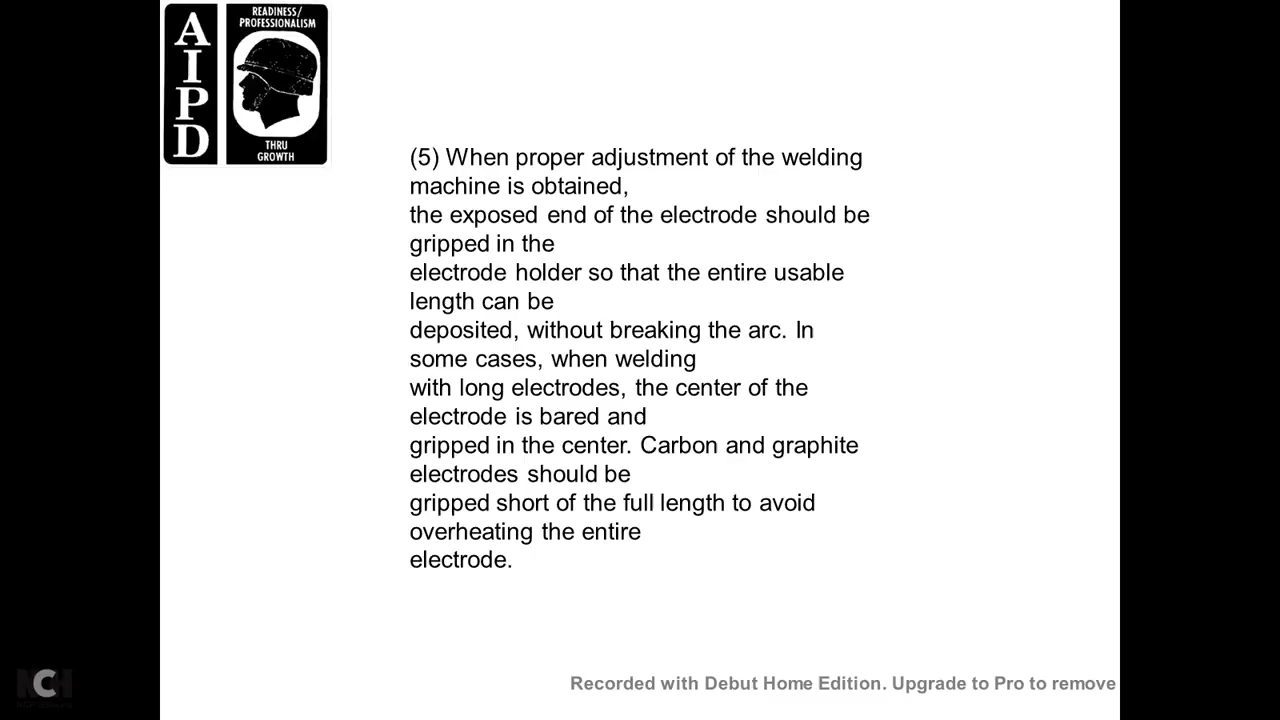 AIPD
READINESS/
PROFESSIONALISM
THRU
GROWTH
(5) When proper adjustment of the welding
machine is obtained,
the exposed end of the electrode should be
gripped in the
electrode holder so that the entire usable
length can be
deposited, without breaking the arc. In
some cases, when welding
with long electrodes, the center of the
electrode is bared and
gripped in the center. Carbon and graphite
electrodes should be
gripped short of the full length to avoid
overheating the entire
electrode.
NCH
Recorded with Debut Home Edition. Upgrade to Pro to remove